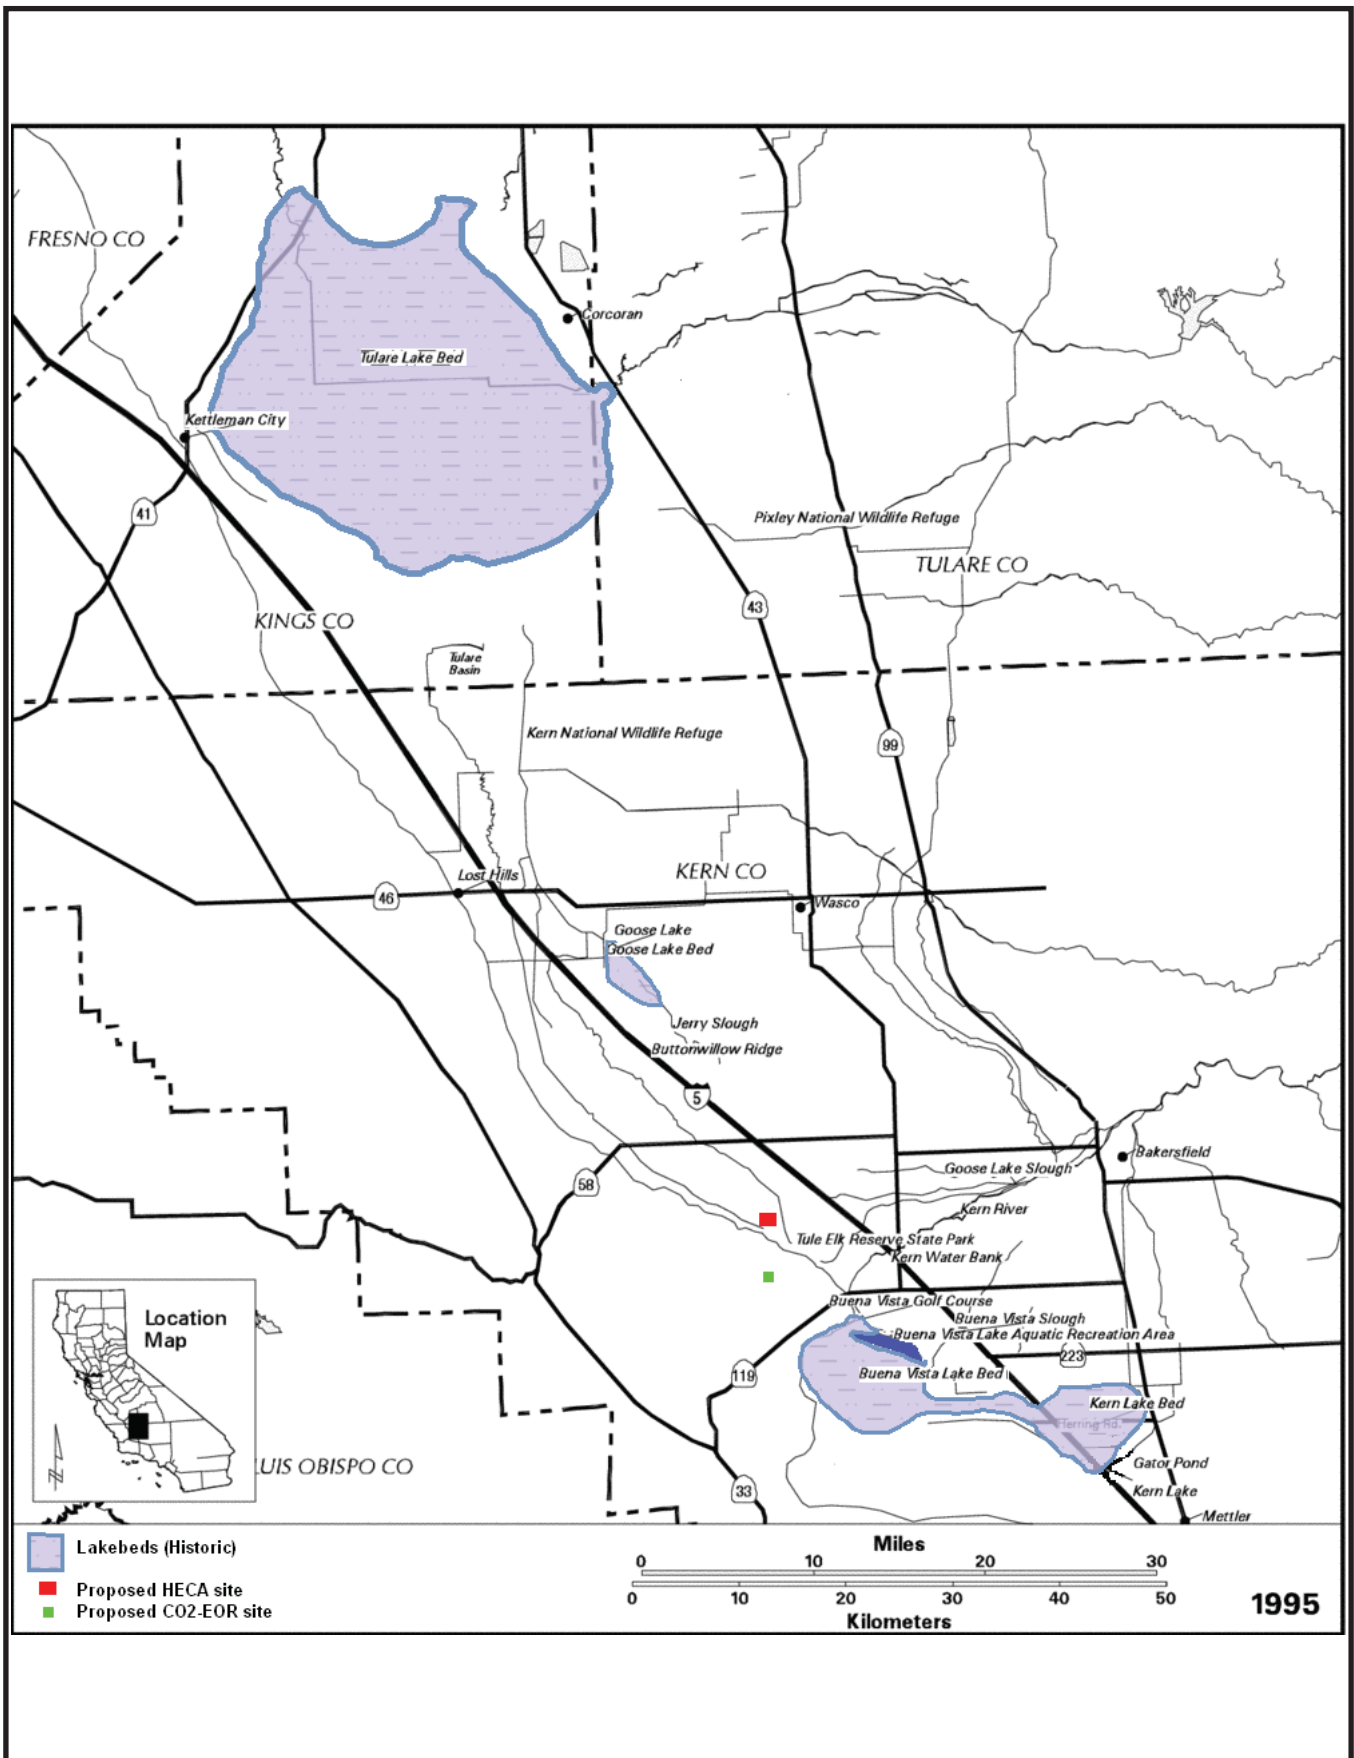 FRESNO CO
Corcoran
Tulare Lake Bed
Kettleman City
41
Pixley National Wildlife Refuge
TULARE CO
43
KINGS CO
Tulare
Basin
Kern National Wildlife Refuge
99
KERN CO
Lost Hills
46
Wasco
Goose Lake
Goose Lake Bed
Jerry Slough
Buttonwillow Ridge
5
Bakersfield
Goose Lake Slough
58
Kern River
Tule Elk Reserve State Park
Kern Water Bank
Buena Vista Golf Course
Buena Vista Slough
Buena Vista Lake Aquatic Recreation Area
223
119
Buena Vista Lake Bed
Kern Lake Bed
Herring Rd.
Gator Pond
Kern Lake
33
Mettler
Location
Map
N
LUIS OBISPO CO
Lakebeds (Historic)
Proposed HECA site
Proposed CO2-EOR site
Miles
0 10 20 30
0 10 20 30 40 50
Kilometers
1995